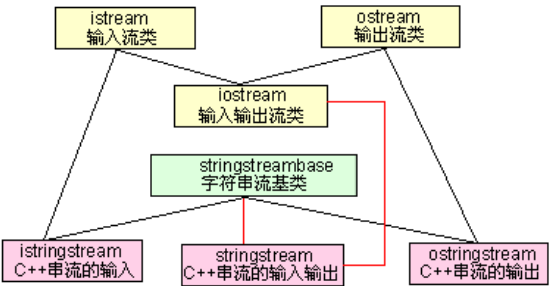 istream
输入流类
ostream
输出流类
iostream
输入输出流类
stringstreambase
字符串流基类
istringstream
C++串流的输入
stringstream
C++串流的输入输出
ostringstream
C++串流的输出